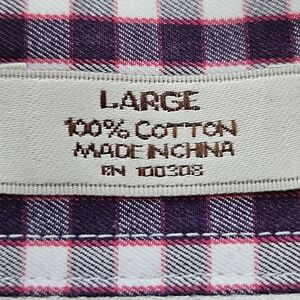 LARGE
100% COTTON
MADE IN CHINA
RN 100308